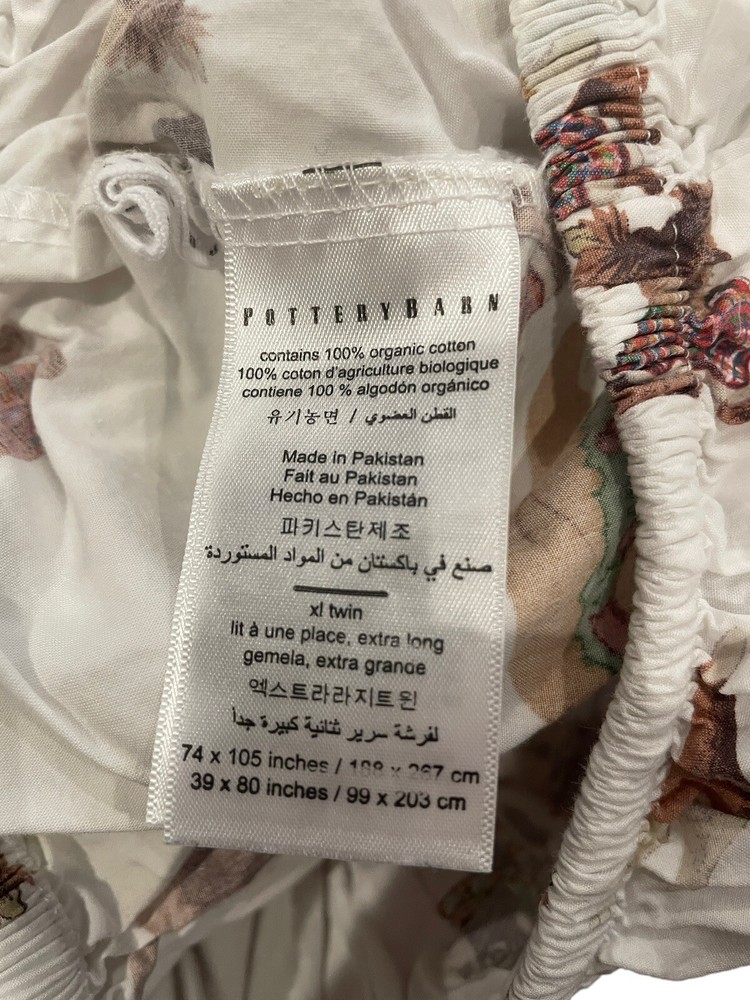 POTTERYBARN
contains 100% organic cotton
100% coton d'agriculture biologique
contiene 100 % algodón orgánico
유기농면 / القطن العضوي
Made in Pakistan
Fait au Pakistan
Hecho en Pakistán
파키스탄제조
صنع في باكستان من المواد المستوردة
xl twin
lit à une place, extra long
gemela, extra grande
엑스트라라지트윈
لفرشة سرير ثنائية كبيرة جداً
74 x 105 inches / 188 x 267 cm
39 x 80 inches / 99 x 203 cm